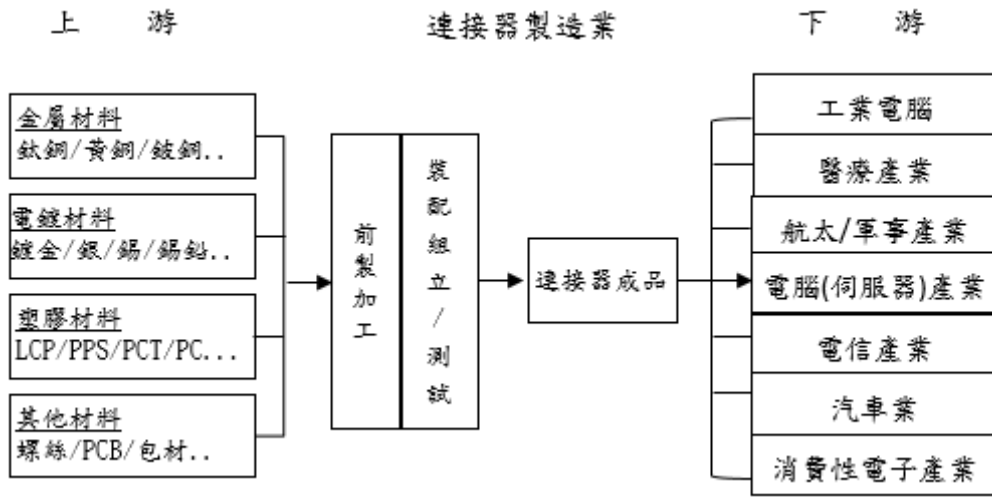 上 游
連接器製造業
下 游
金屬材料
鈦銅/黃銅/鈹銅..
電鍍材料
鍍金/銀/錫/錫鉛..
塑膠材料
LCP/PPS/PCT/PC...
其他材料
螺絲/PCB/包材..
前製加工
裝配組立/測試
連接器成品
工業電腦
醫療產業
航太/軍事產業
電腦(伺服器)產業
電信產業
汽車業
消費性電子產業